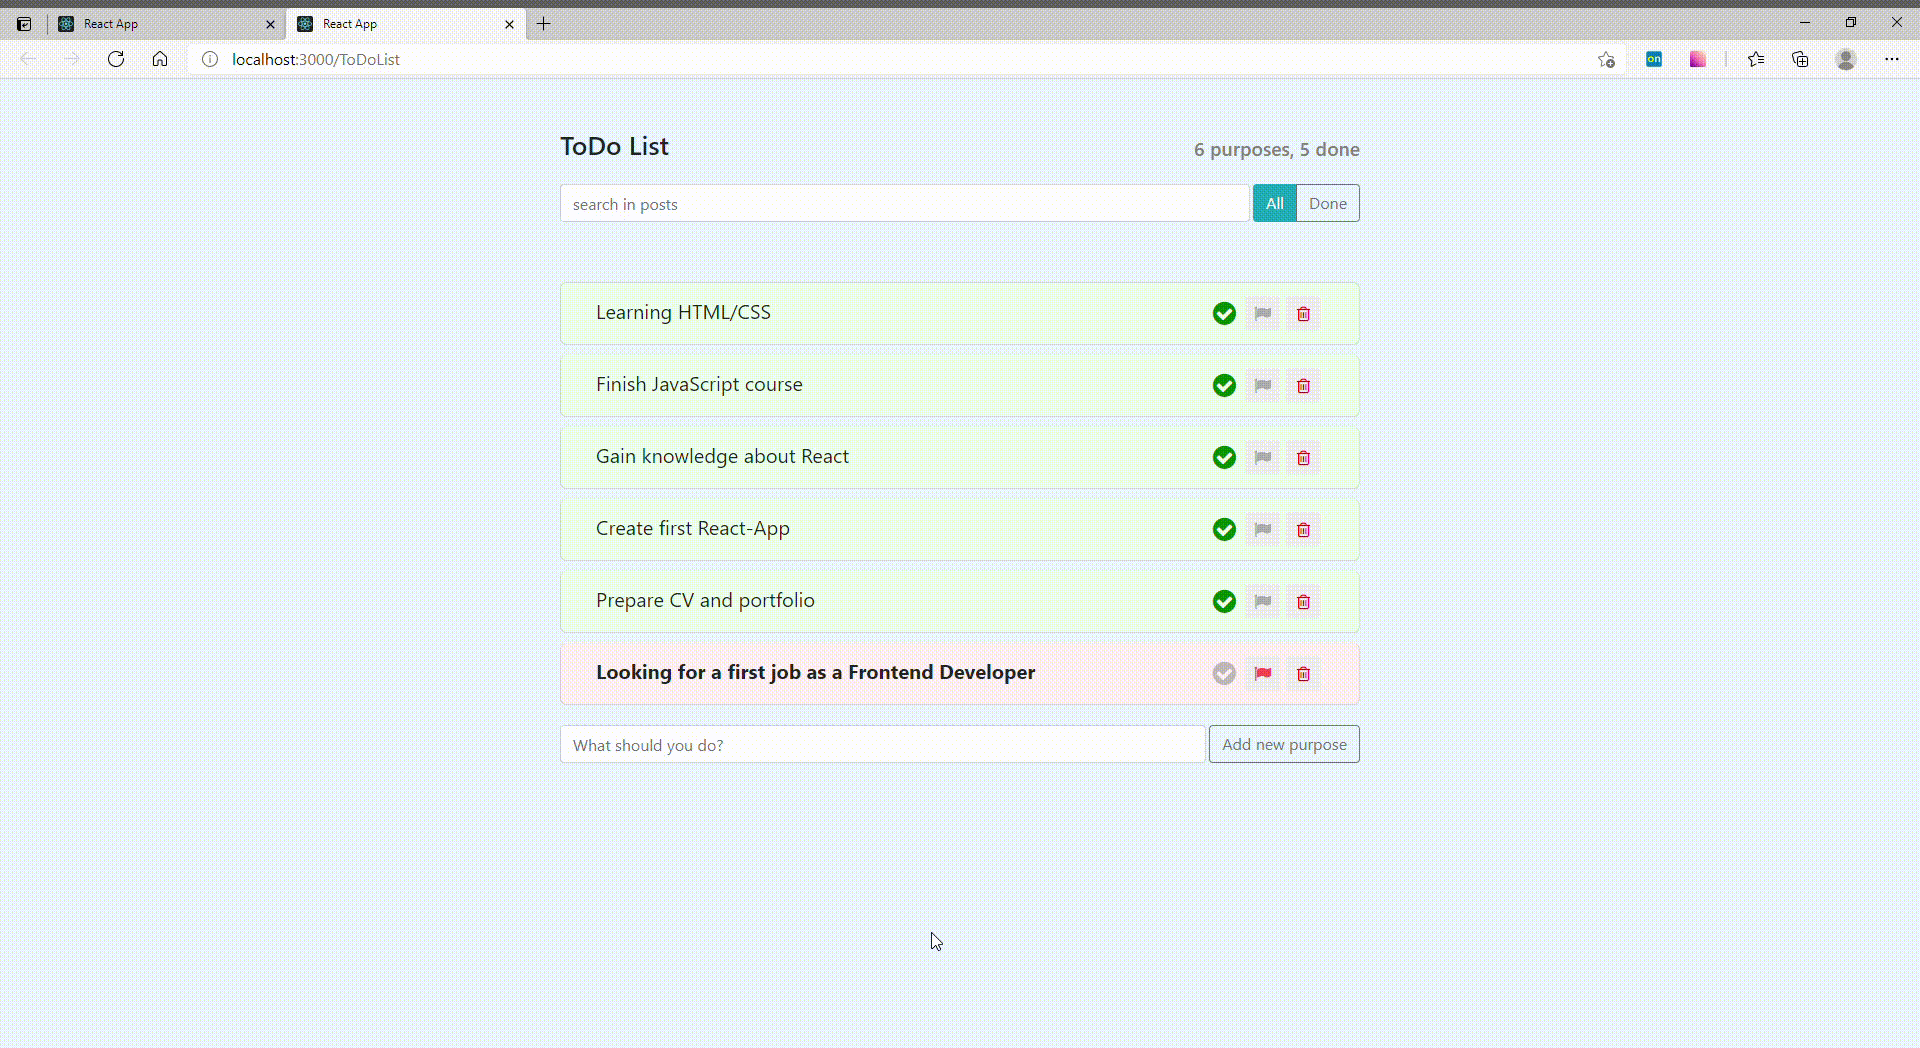 React App
React App
localhost:3000/ToDoList
on
ToDo List
6 purposes, 5 done
search in posts
All
Done
Learning HTML/CSS
Finish JavaScript course
Gain knowledge about React
Create first React-App
Prepare CV and portfolio
Looking for a first job as a Frontend Developer
What should you do?
Add new purpose